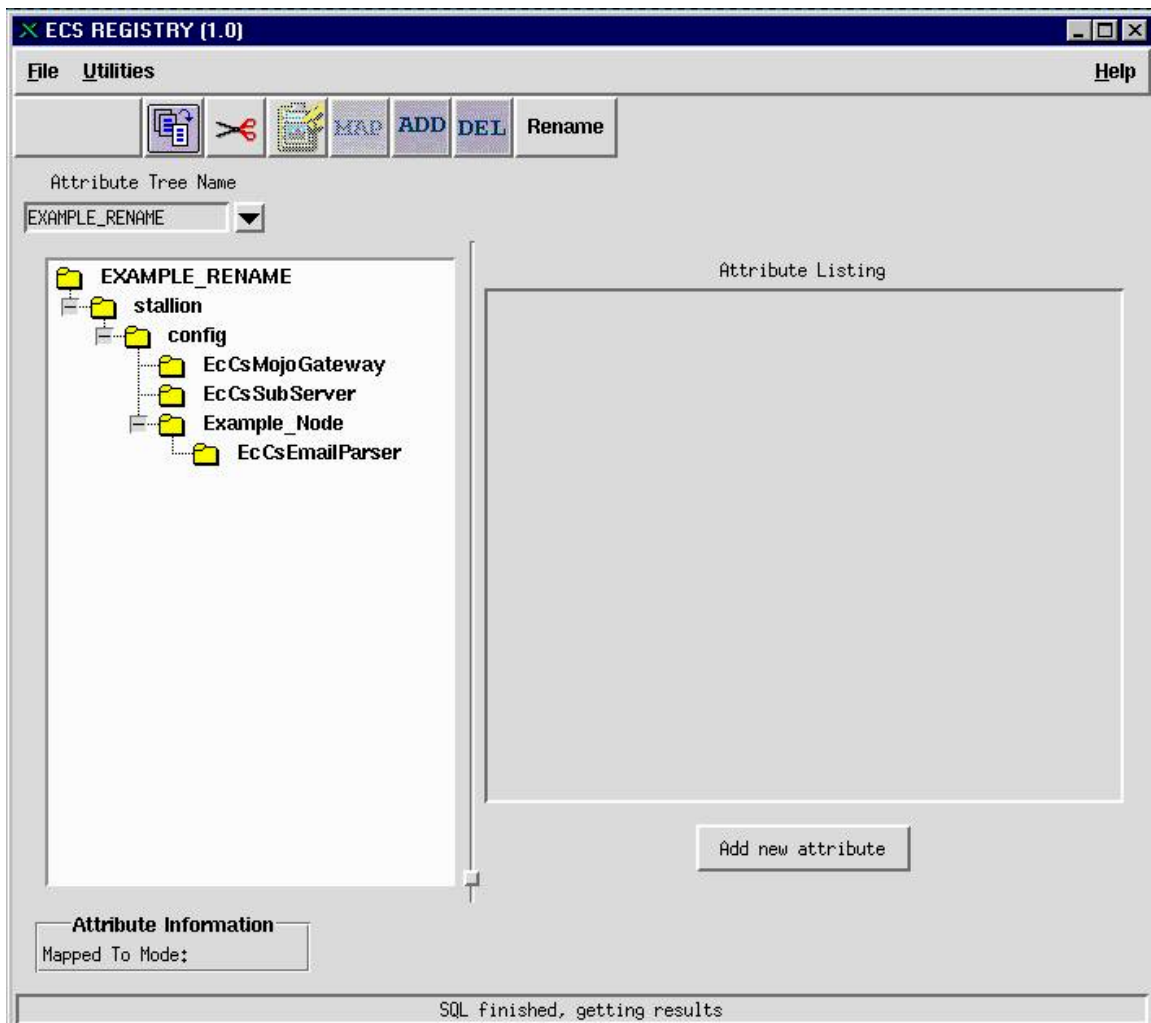 ECS REGISTRY (1.0)
File Utilities Help
MAP ADD DEL Rename
Attribute Tree Name
EXAMPLE_RENAME
EXAMPLE_RENAME
stallion
config
EcCsMojoGateway
EcCsSubServer
Example_Node
EcCsEmailParser
Attribute Listing
Add new attribute
Attribute Information
Mapped To Mode:
SQL finished, getting results